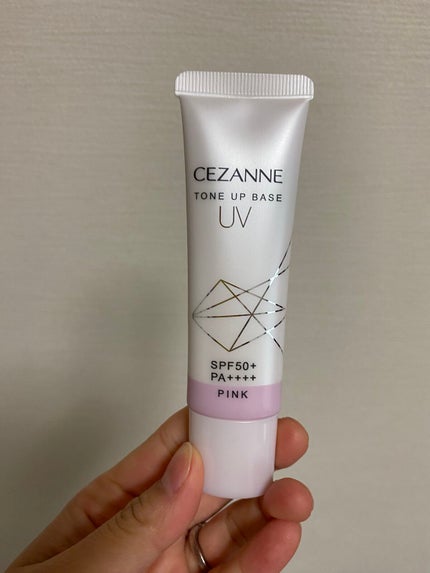 CEZANNE
TONE UP BASE
UV
SPF50+
PA++++
PINK